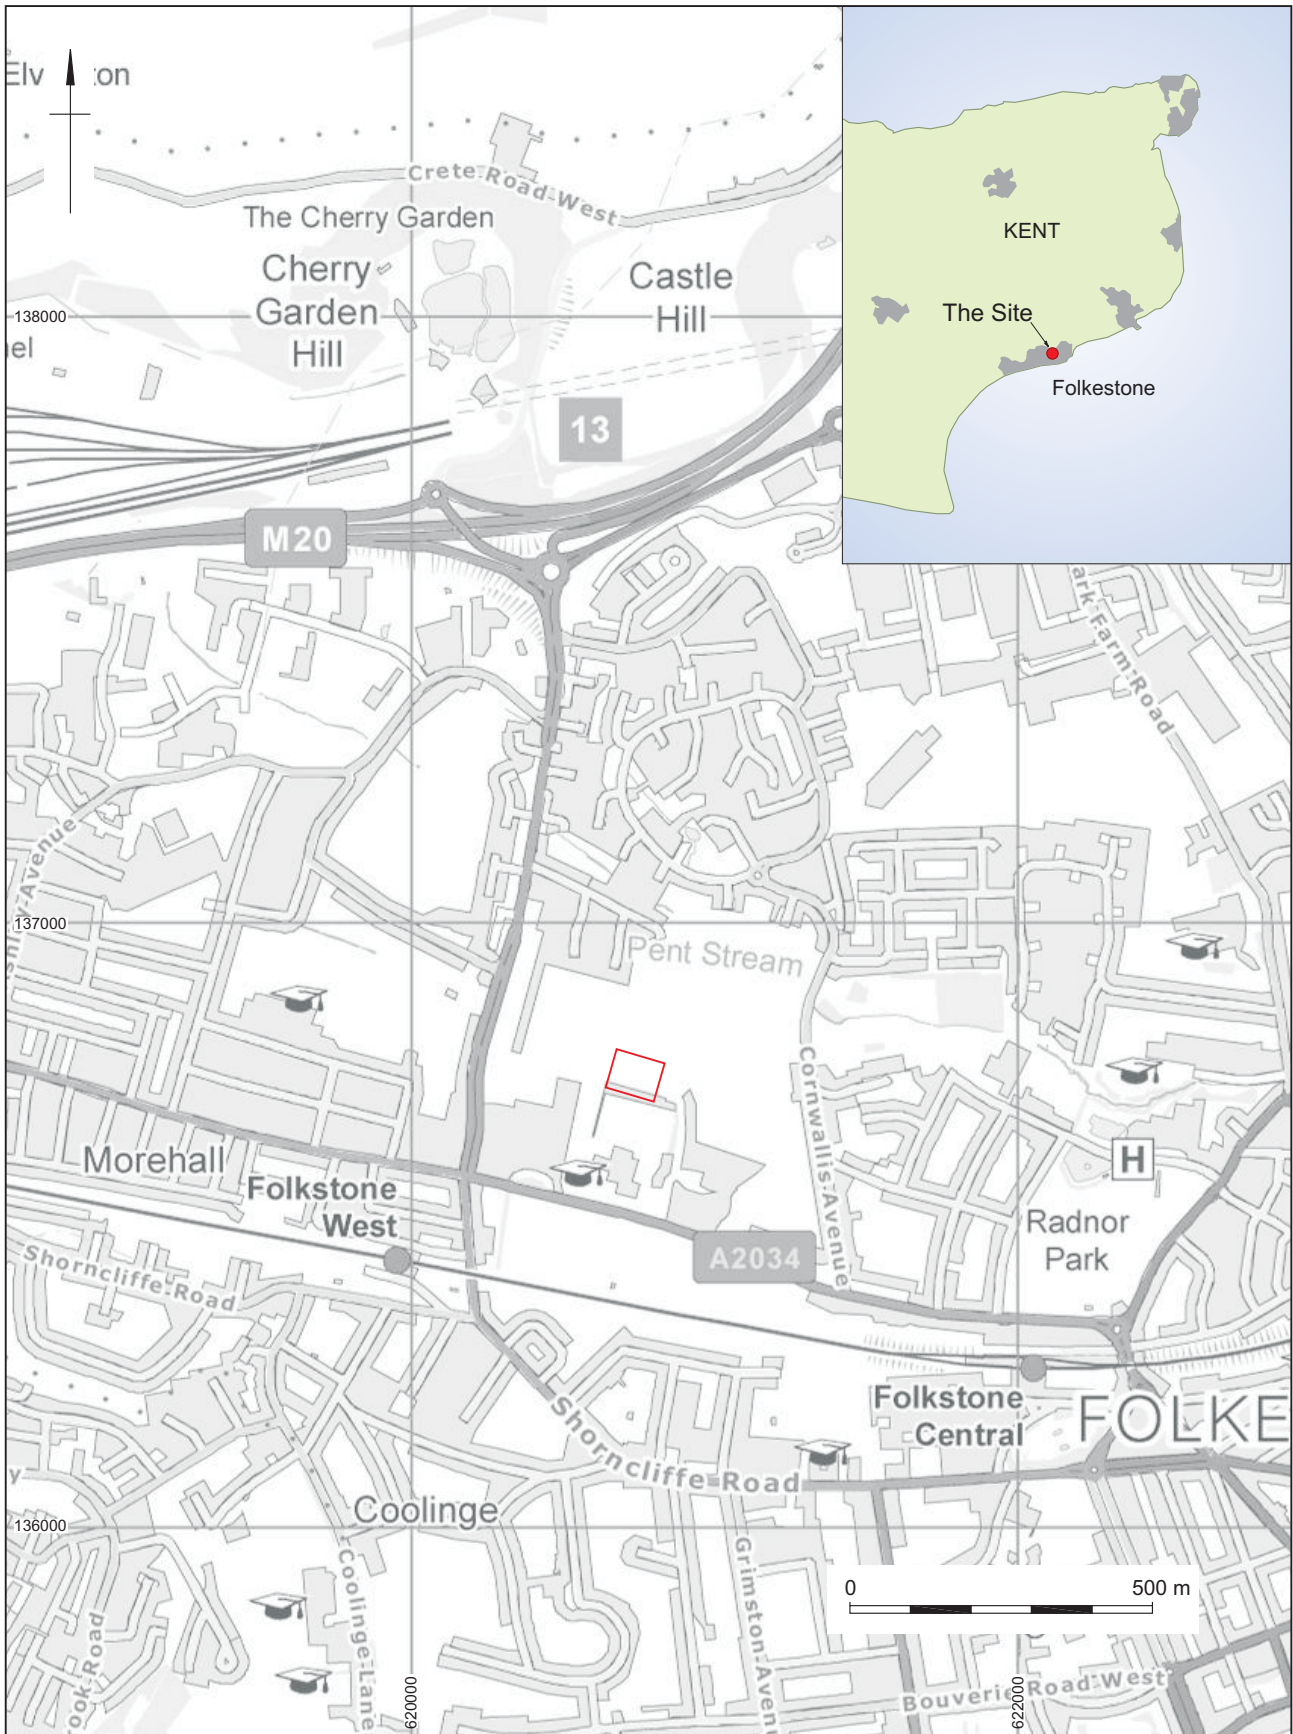 Elv
ton
Crete Road West
The Cherry Garden
Cherry
Garden
Hill
Castle
Hill
138000
el
13
M20
KENT
The Site
Folkestone
ark Farm Road
Avenue
137000
Pent Stream
Cornwallis Avenue
Morehall
Folkstone
West
H
Radnor
Park
A2034
Shorncliffe Road
Folkstone
Central
FOLKE
Shorncliffe Road
y
Coolinge
136000
Coolinge Lane
Grimston Aven
0
500 m
ook Road
620000
622000
Bouverie Road West